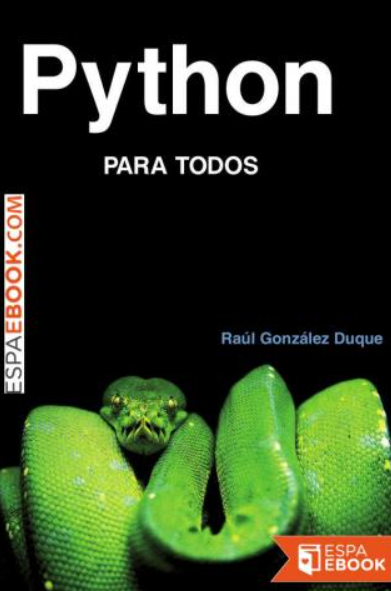 Python
PARA TODOS
ESPAEBOOK.COM
Raúl González Duque
ESPA
EBOOK